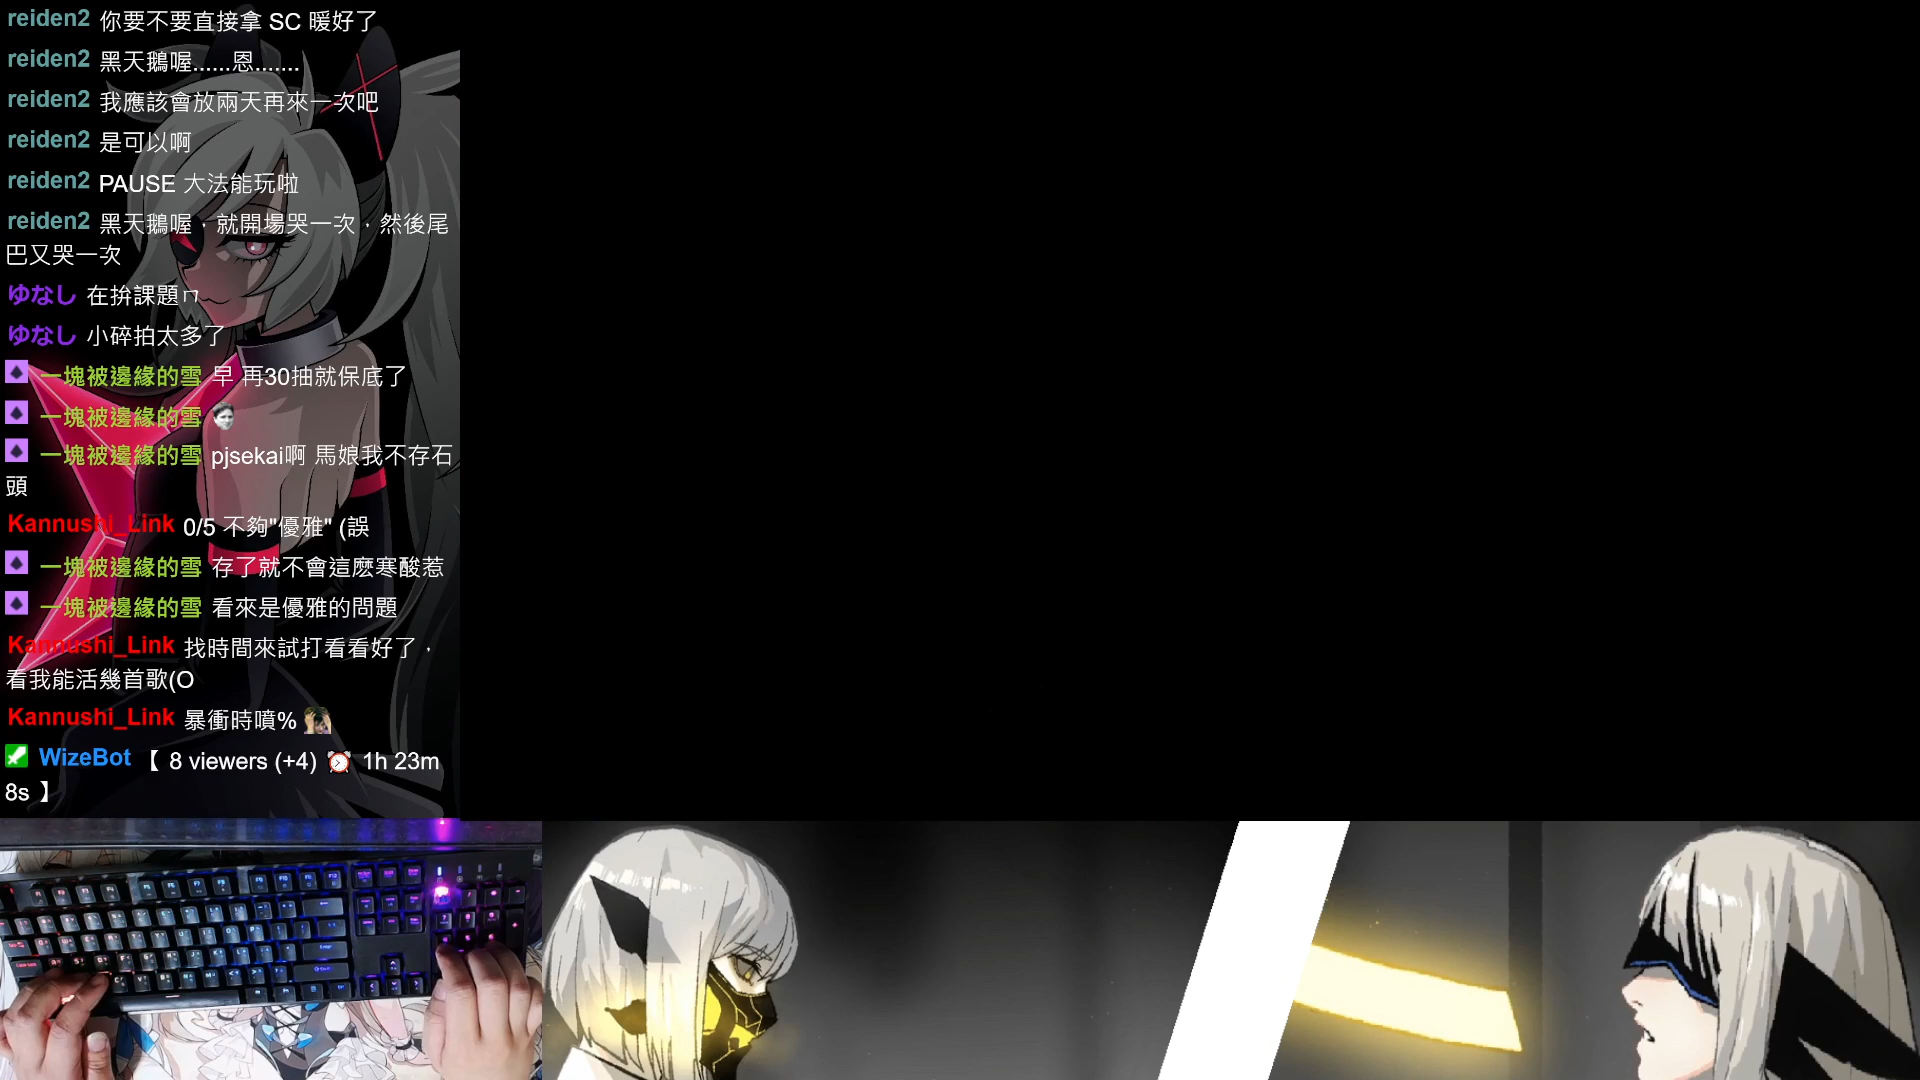 reiden2 你要不要直接拿 SC 暖好了
reiden2 黑天鵝喔......恩.......
reiden2 我應該會放兩天再來一次吧
reiden2 是可以啊
reiden2 PAUSE 大法能玩啦
reiden2 黑天鵝喔，就開場哭一次，然後尾
巴又哭一次
ゆなし 在拚課題ㄇ
ゆなし 小碎拍太多了
一塊被邊緣的雪 早 再30抽就保底了
一塊被邊緣的雪
一塊被邊緣的雪 pjsekai啊 馬娘我不存石
頭
Kannushi_Link 0/5 不夠"優雅" (誤
一塊被邊緣的雪 存了就不會這麼寒酸惹
一塊被邊緣的雪 看來是優雅的問題
Kannushi_Link 找時間來試打看看好了，
看我能活幾首歌(O
Kannushi_Link 暴衝時噴%
WizeBot 【 8 viewers (+4) ⏰ 1h 23m
8s 】